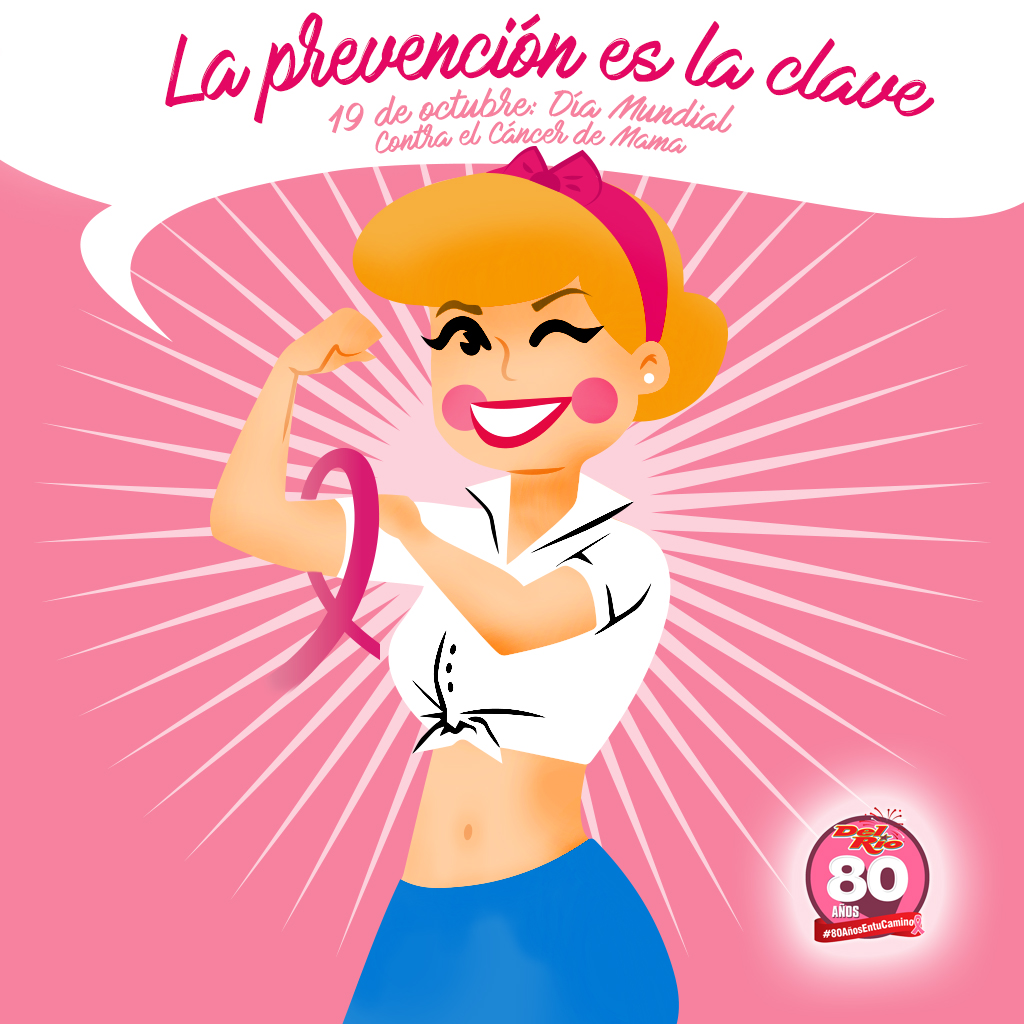 La prevención es la clave
19 de octubre: Día Mundial
Contra el Cáncer de Mama
Del
Rio
80
AÑOS
#80AñosEntuCamino